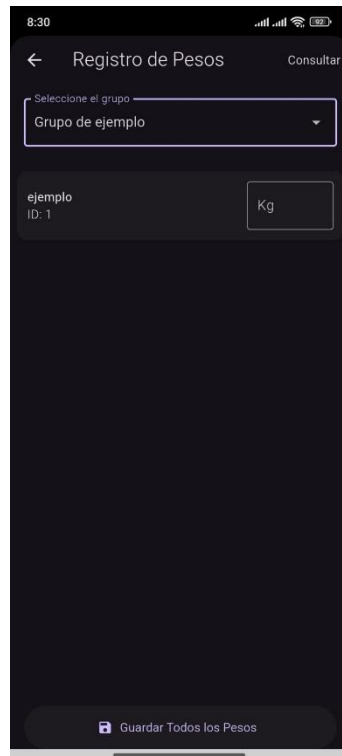 8:30
92
Registro de Pesos
Consultar
Seleccione el grupo
Grupo de ejemplo
ejemplo
ID: 1
Kg
Guardar Todos los Pesos